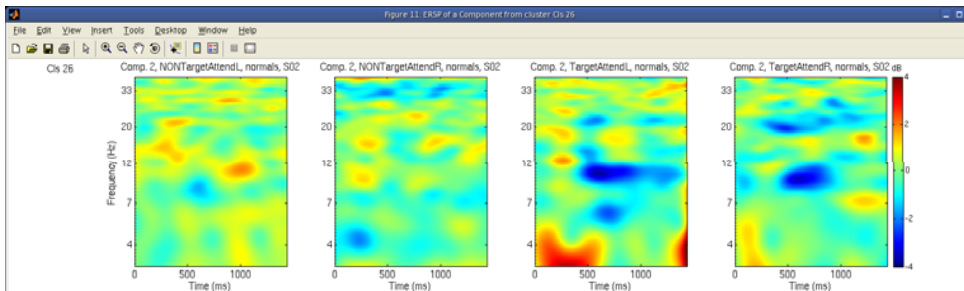 Figure 11: ERSP of a Component from cluster Cls 26
File Edit View Insert Tools Desktop Window Help
Cls 26
Comp. 2, NONTargetAttendL, normals, S02
Comp. 2, NONTargetAttendR, normals, S02
Comp. 2, TargetAttendL, normals, S02
Comp. 2, TargetAttendR, normals, S02
dB
Frequency (Hz)
33
20
12
7
4
0 500 1000
Time (ms)
33
20
12
7
4
0 500 1000
Time (ms)
33
20
12
7
4
0 500 1000
Time (ms)
33
20
12
7
4
0 500 1000
Time (ms)
4
2
0
-2
-4